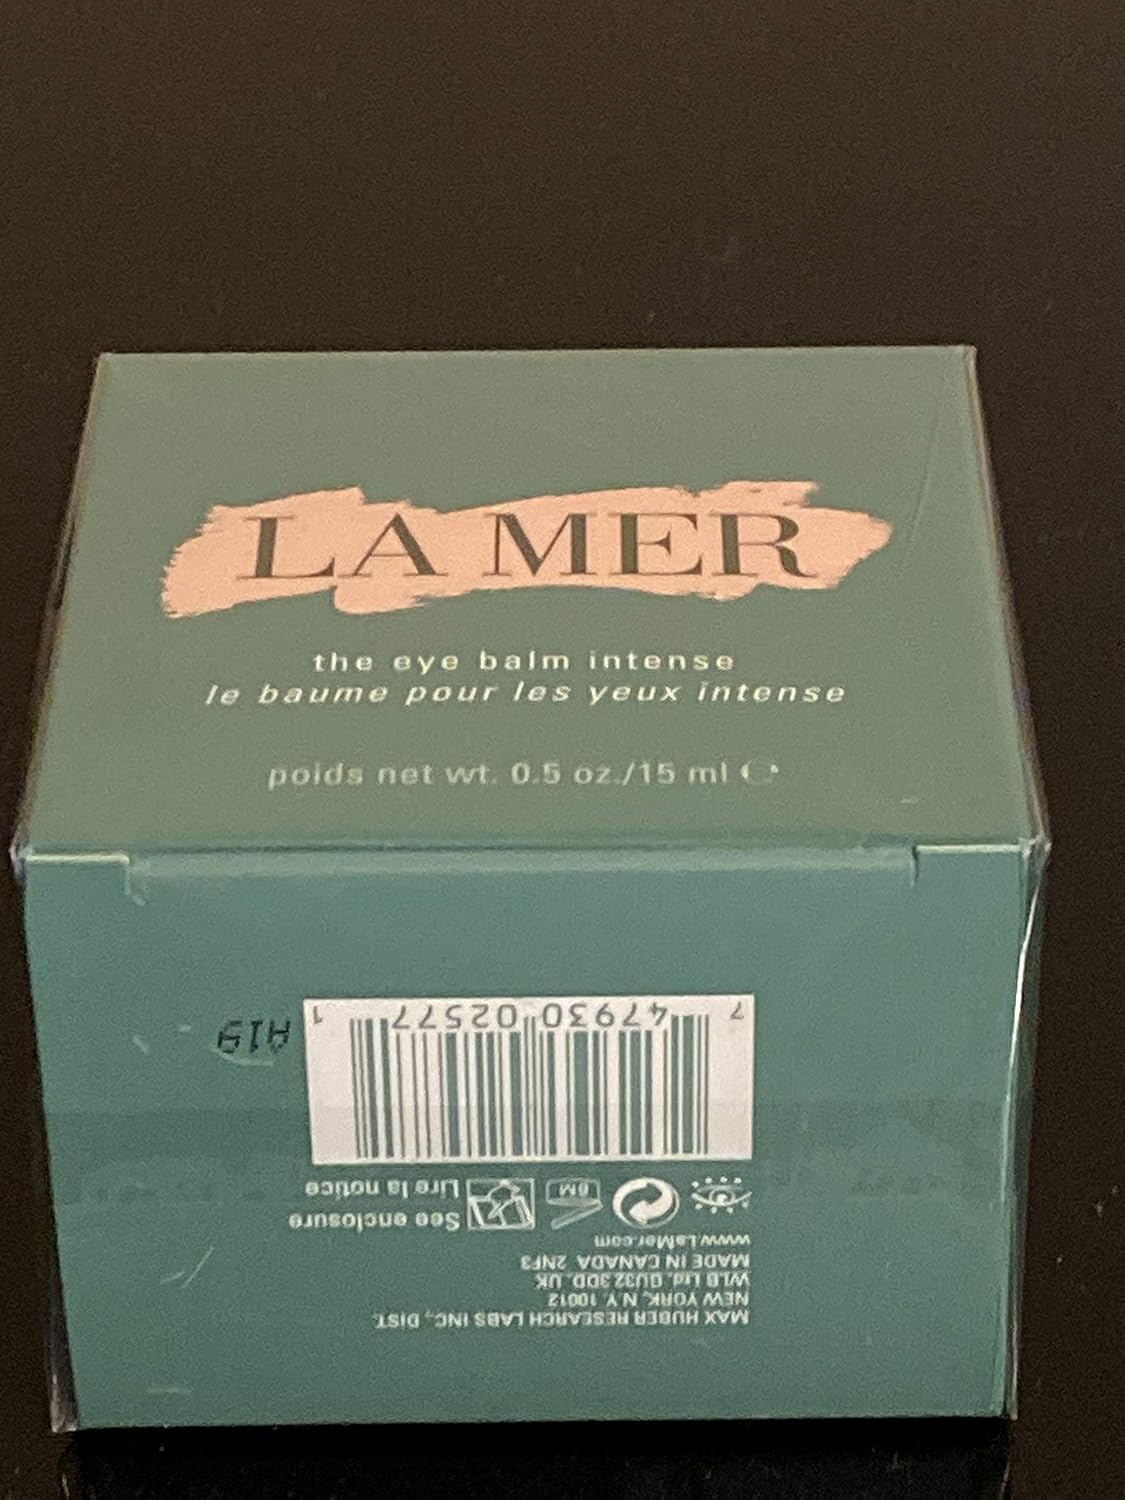 LA MER
the eye balm intense
le baume pour les yeux intense
poids net wt. 0.5 oz./15 ml ℮
7 47930 02577 1
A19
6M
See enclosure
Lire la notice
MAX HUBER RESEARCH LABS INC, DIST.
NEW YORK, N.Y. 10012
WLB Ltd. GU32 3DD. UK
MADE IN CANADA 2NF3
www.LaMer.com